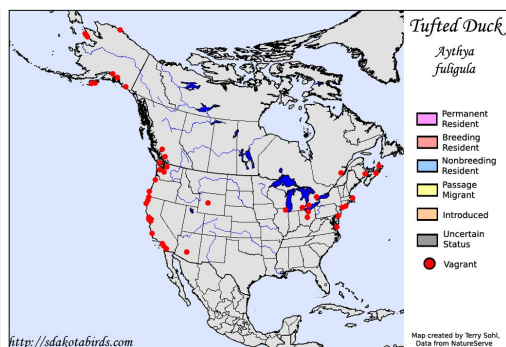 Tufted Duck
Aythya
fuligula
Permanent
Resident
Breeding
Resident
Nonbreeding
Resident
Passage
Migrant
Introduced
Uncertain
Status
Vagrant
Map created by Terry Sohl,
Data from NatureServe
http://sdakotabirds.com